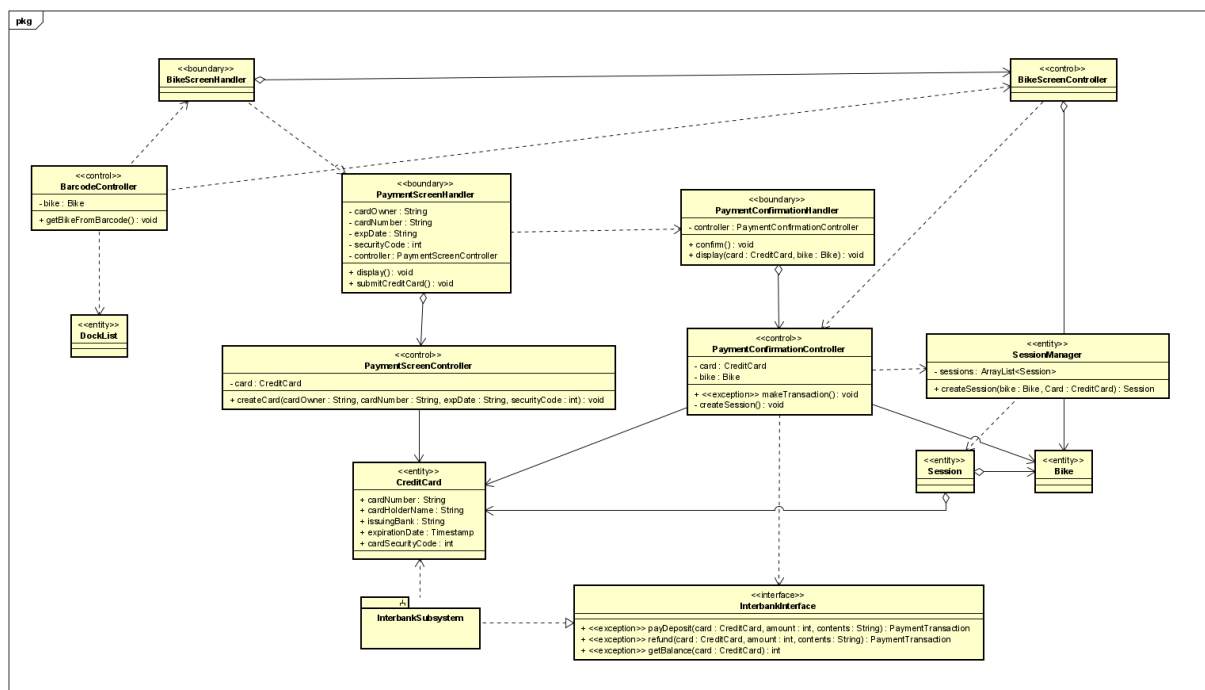 pkg
<<boundary>>
BikeScreenHandler
<<control>>
BikeScreenController
<<control>>
BarcodeController
- bike : Bike
+ getBikeFromBarcode() : void
<<boundary>>
PaymentScreenHandler
- cardOwner : String
- cardNumber : String
- expDate : String
- securityCode : int
- controller : PaymentScreenController
+ display() : void
+ submitCreditCard() : void
<<boundary>>
PaymentConfirmationHandler
- controller : PaymentConfirmationController
+ confirm() : void
+ display(card : CreditCard, bike : Bike) : void
<<entity>>
DockList
<<control>>
PaymentScreenController
- card : CreditCard
+ createCard(cardOwner : String, cardNumber : String, expDate : String, securityCode : int) : void
<<control>>
PaymentConfirmationController
- card : CreditCard
- bike : Bike
+ <<exception>> makeTransaction() : void
- createSession() : void
<<entity>>
SessionManager
- sessions : ArrayList<Session>
+ createSession(bike : Bike, Card : CreditCard) : Session
<<entity>>
CreditCard
+ cardNumber : String
+ cardHolderName : String
+ issuingBank : String
+ expirationDate : Timestamp
+ cardSecurityCode : int
<<entity>>
Session
<<entity>>
Bike
InterbankSubsystem
<<interface>>
InterbankInterface
+ <<exception>> payDeposit(card : CreditCard, amount : int, contents : String) : PaymentTransaction
+ <<exception>> refund(card : CreditCard, amount : int, contents : String) : PaymentTransaction
+ <<exception>> getBalance(card : CreditCard) : int